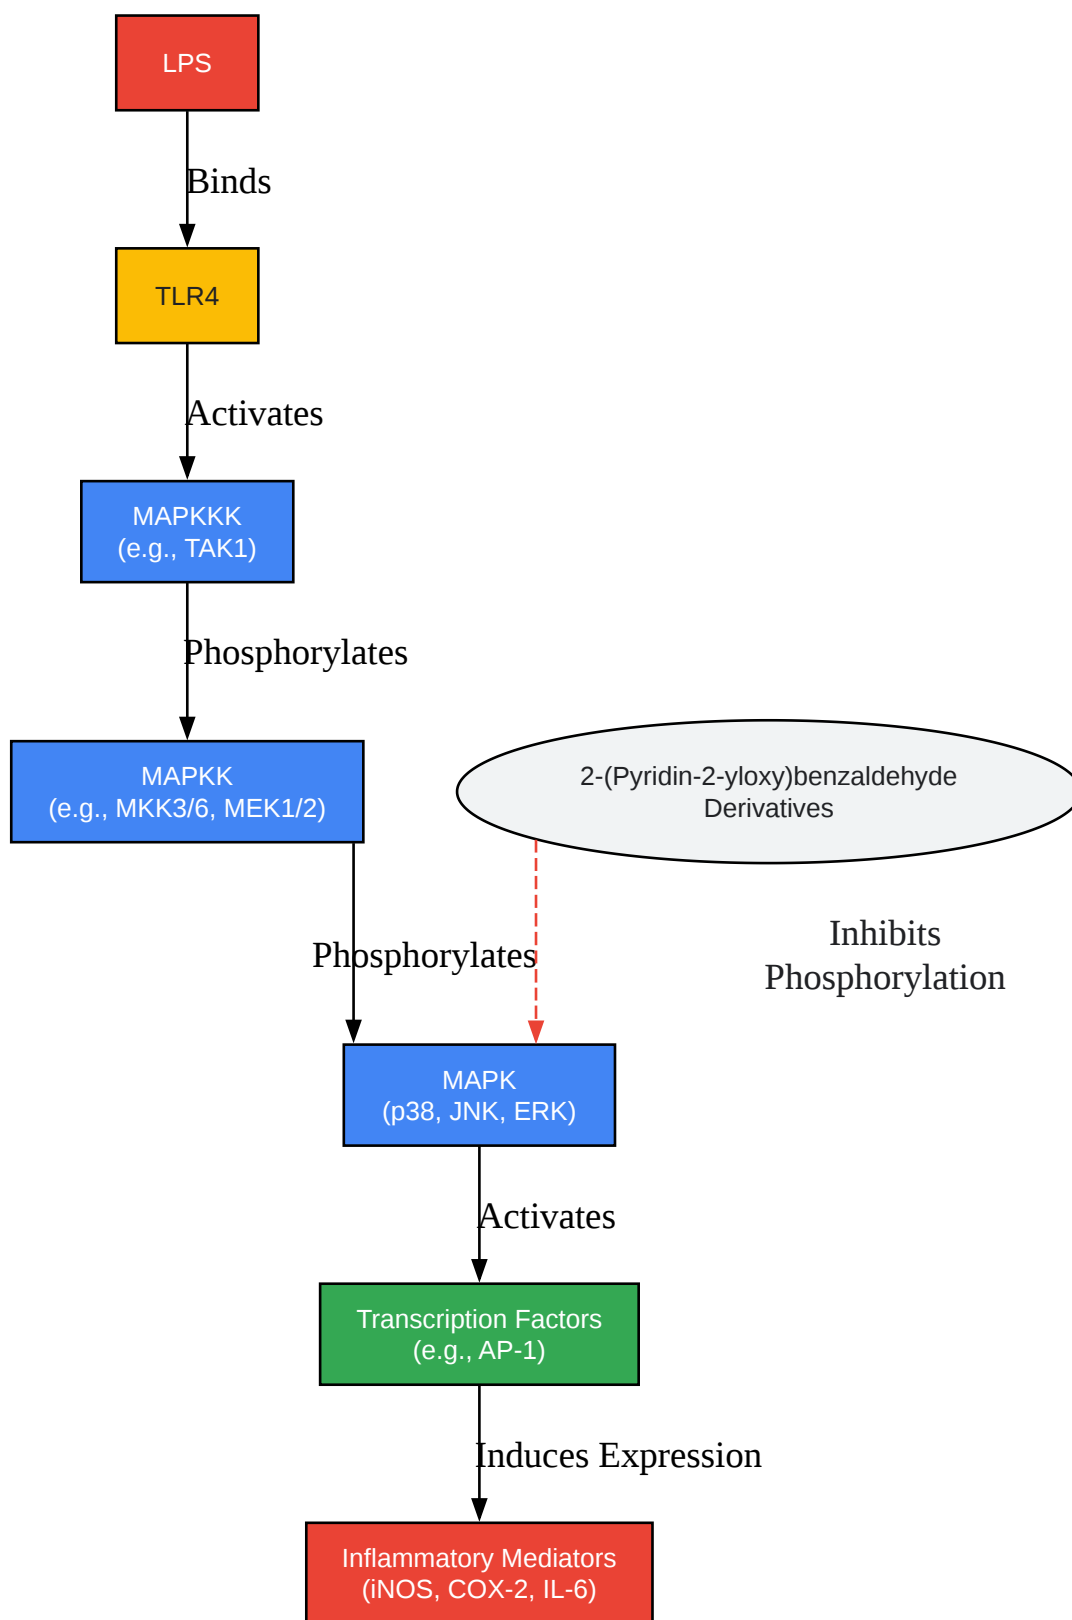 LPS
Binds
TLR4
Activates
MAPKKK
(e.g., TAK1)
Phosphorylates
MAPKK
(e.g., MKK3/6, MEK1/2)
2-(Pyridin-2-yloxy)benzaldehyde
Derivatives
Phosphorylates
Inhibits
Phosphorylation
MAPK
(p38, JNK, ERK)
Activates
Transcription Factors
(e.g., AP-1)
Induces Expression
Inflammatory Mediators
(iNOS, COX-2, IL-6)